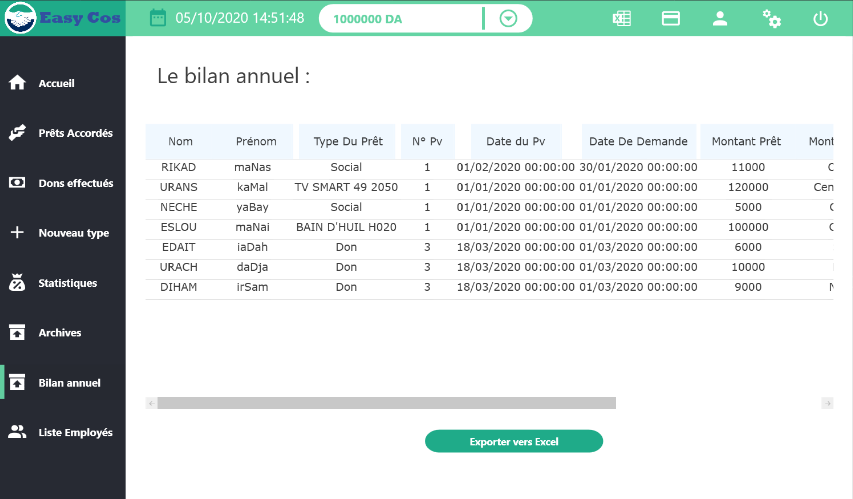 Easy Cos
05/10/2020 14:51:48
1000000 DA
Accueil
Prêts Accordés
Dons effectués
Nouveau type
Statistiques
Archives
Bilan annuel
Liste Employés
Le bilan annuel :
Nom Prénom Type Du Prêt N° Pv Date du Pv Date De Demande Montant Prêt Mont
RIKAD maNas Social 1 01/02/2020 00:00:00 30/01/2020 00:00:00 11000 C
URANS kaMal TV SMART 49 2050 1 01/01/2020 00:00:00 01/01/2020 00:00:00 120000 Cen
NECHE yaBay Social 1 01/01/2020 00:00:00 01/01/2020 00:00:00 5000
ESLOU maNai BAIN D'HUIL H020 1 01/01/2020 00:00:00 01/01/2020 00:00:00 100000
EDAIT iaDah Don 3 18/03/2020 00:00:00 01/03/2020 00:00:00 6000
URACH daDja Don 3 18/03/2020 00:00:00 01/03/2020 00:00:00 10000
DIHAM irSam Don 3 18/03/2020 00:00:00 01/03/2020 00:00:00 9000
Exporter vers Excel